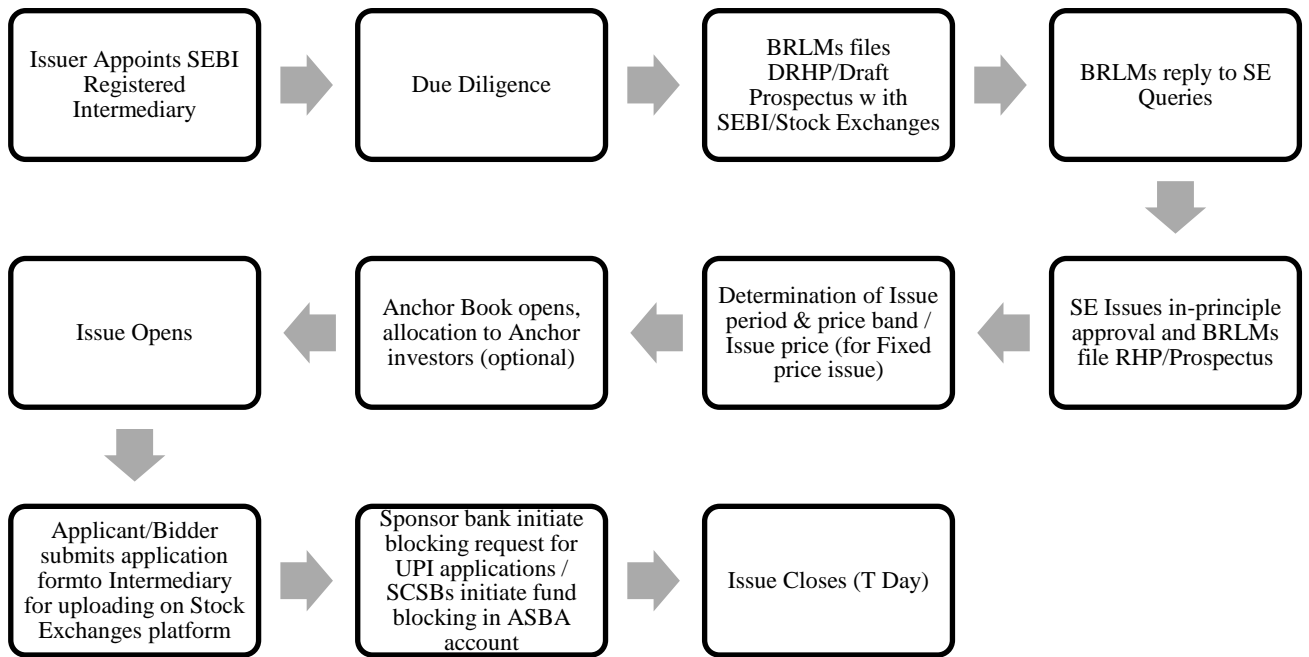 Issuer Appoints SEBI
Registered
Intermediary
Due Diligence
BRLMs files
DRHP/Draft
Prospectus w ith
SEBI/Stock Exchanges
BRLMs reply to SE
Queries
SE Issues in-principle
approval and BRLMs
file RHP/Prospectus
Determination of Issue
period & price band /
Issue price (for Fixed
price issue)
Anchor Book opens,
allocation to Anchor
investors (optional)
Issue Opens
Applicant/Bidder
submits application
formto Intermediary
for uploading on Stock
Exchanges platform
Sponsor bank initiate
blocking request for
UPI applications /
SCSBs initiate fund
blocking in ASBA
account
Issue Closes (T Day)